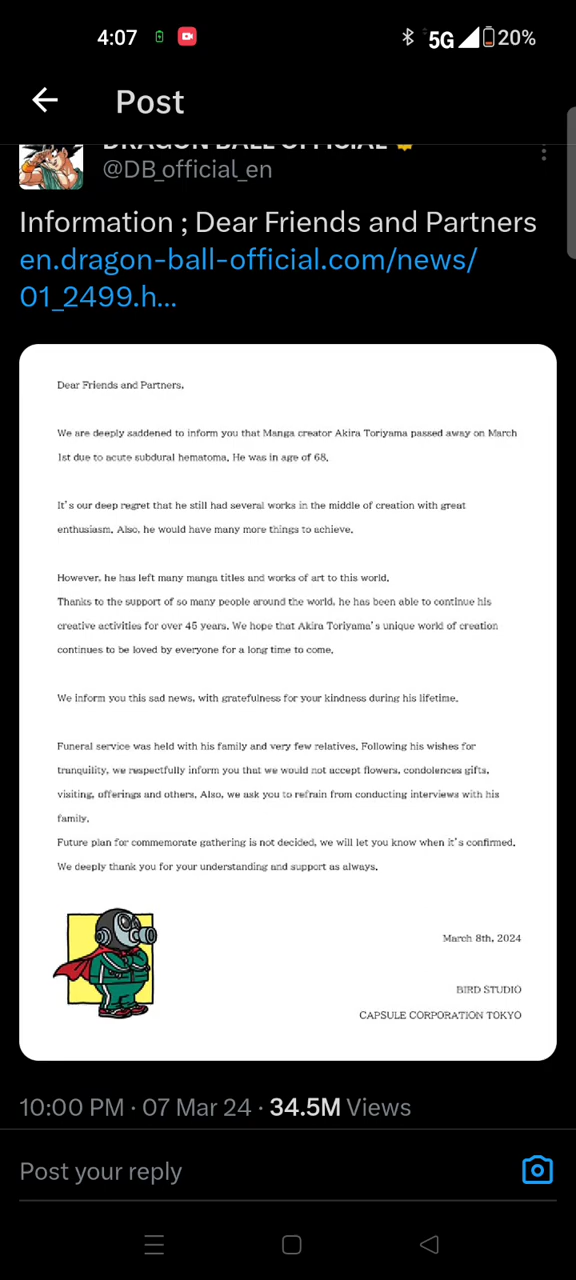 4:07 5G 20%
Post
DRAGON BALL OFFICIAL
@DB_official_en
Information ; Dear Friends and Partners
en.dragon-ball-official.com/news/
01_2499.h...
Dear Friends and Partners,
We are deeply saddened to inform you that Manga creator Akira Toriyama passed away on March
1st due to acute subdural hematoma. He was in age of 68.
It's our deep regret that he still had several works in the middle of creation with great
enthusiasm. Also, he would have many more things to achieve.
However, he has left many manga titles and works of art to this world.
Thanks to the support of so many people around the world, he has been able to continue his
creative activities for over 45 years. We hope that Akira Toriyama's unique world of creation
continues to be loved by everyone for a long time to come.
We inform you this sad news, with gratefulness for your kindness during his lifetime.
Funeral service was held with his family and very few relatives. Following his wishes for
tranquility, we respectfully inform you that we would not accept flowers, condolences gifts,
visiting, offerings and others. Also, we ask you to refrain from conducting interviews with his
family.
Future plan for commemorate gathering is not decided, we will let you know when it's confirmed.
We deeply thank you for your understanding and support as always.
March 8th, 2024
BIRD STUDIO
CAPSULE CORPORATION TOKYO
10:00 PM · 07 Mar 24 · 34.5M Views
Post your reply